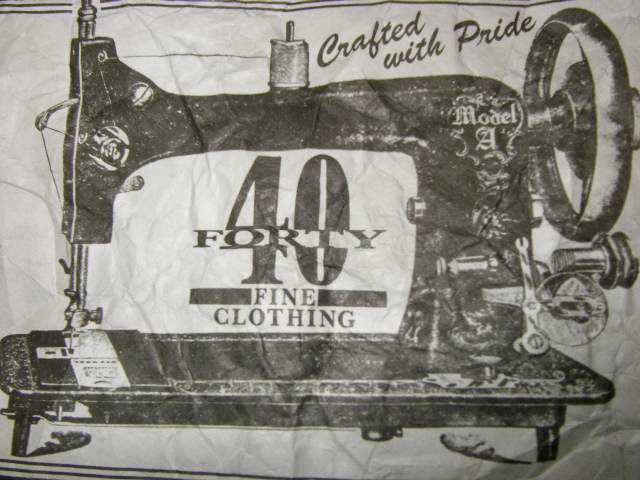 Crafted
with Pride
Model
A
40
FORTY
FINE
CLOTHING